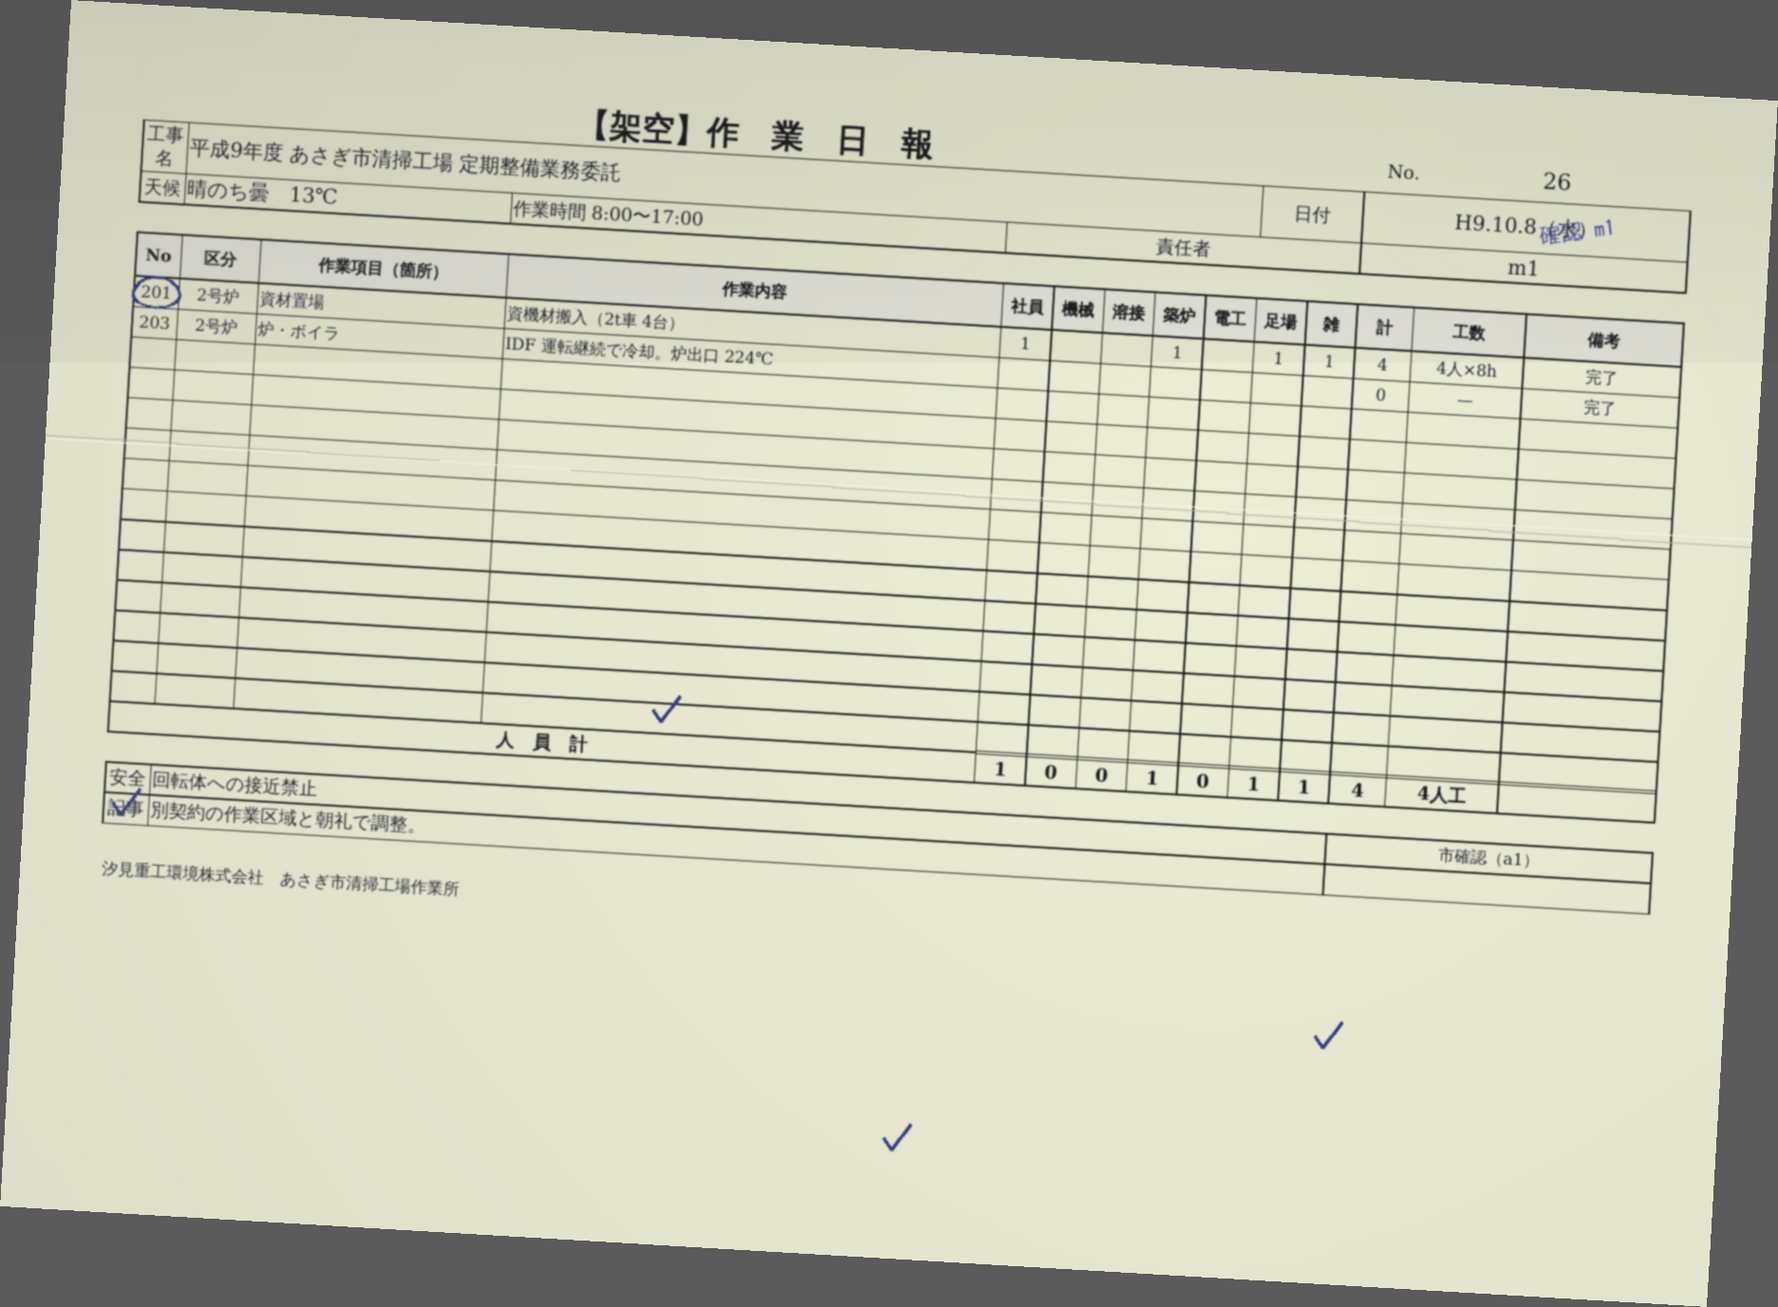 【架空】作 業 日 報
No. 26
工事名 平成9年度 あさぎ市清掃工場 定期整備業務委託 日付 H9.10.8（水）
確認 m1
天候 晴のち曇 13℃ 作業時間 8:00〜17:00 責任者 m1
No 区分 作業項目（箇所） 作業内容 社員 機械 溶接 築炉 電工 足場 雑 計 工数 備考
201 2号炉 資材置場 資機材搬入（2t車 4台） 1 1 1 1 4 4人×8h 完了
203 2号炉 炉・ボイラ IDF 運転継続で冷却。炉出口 224℃ 0 — 完了
人 員 計 1 0 0 1 0 1 1 4 4人工
安全 回転体への接近禁止 市確認（a1）
記事 別契約の作業区域と朝礼で調整。
汐見重工環境株式会社 あさぎ市清掃工場作業所